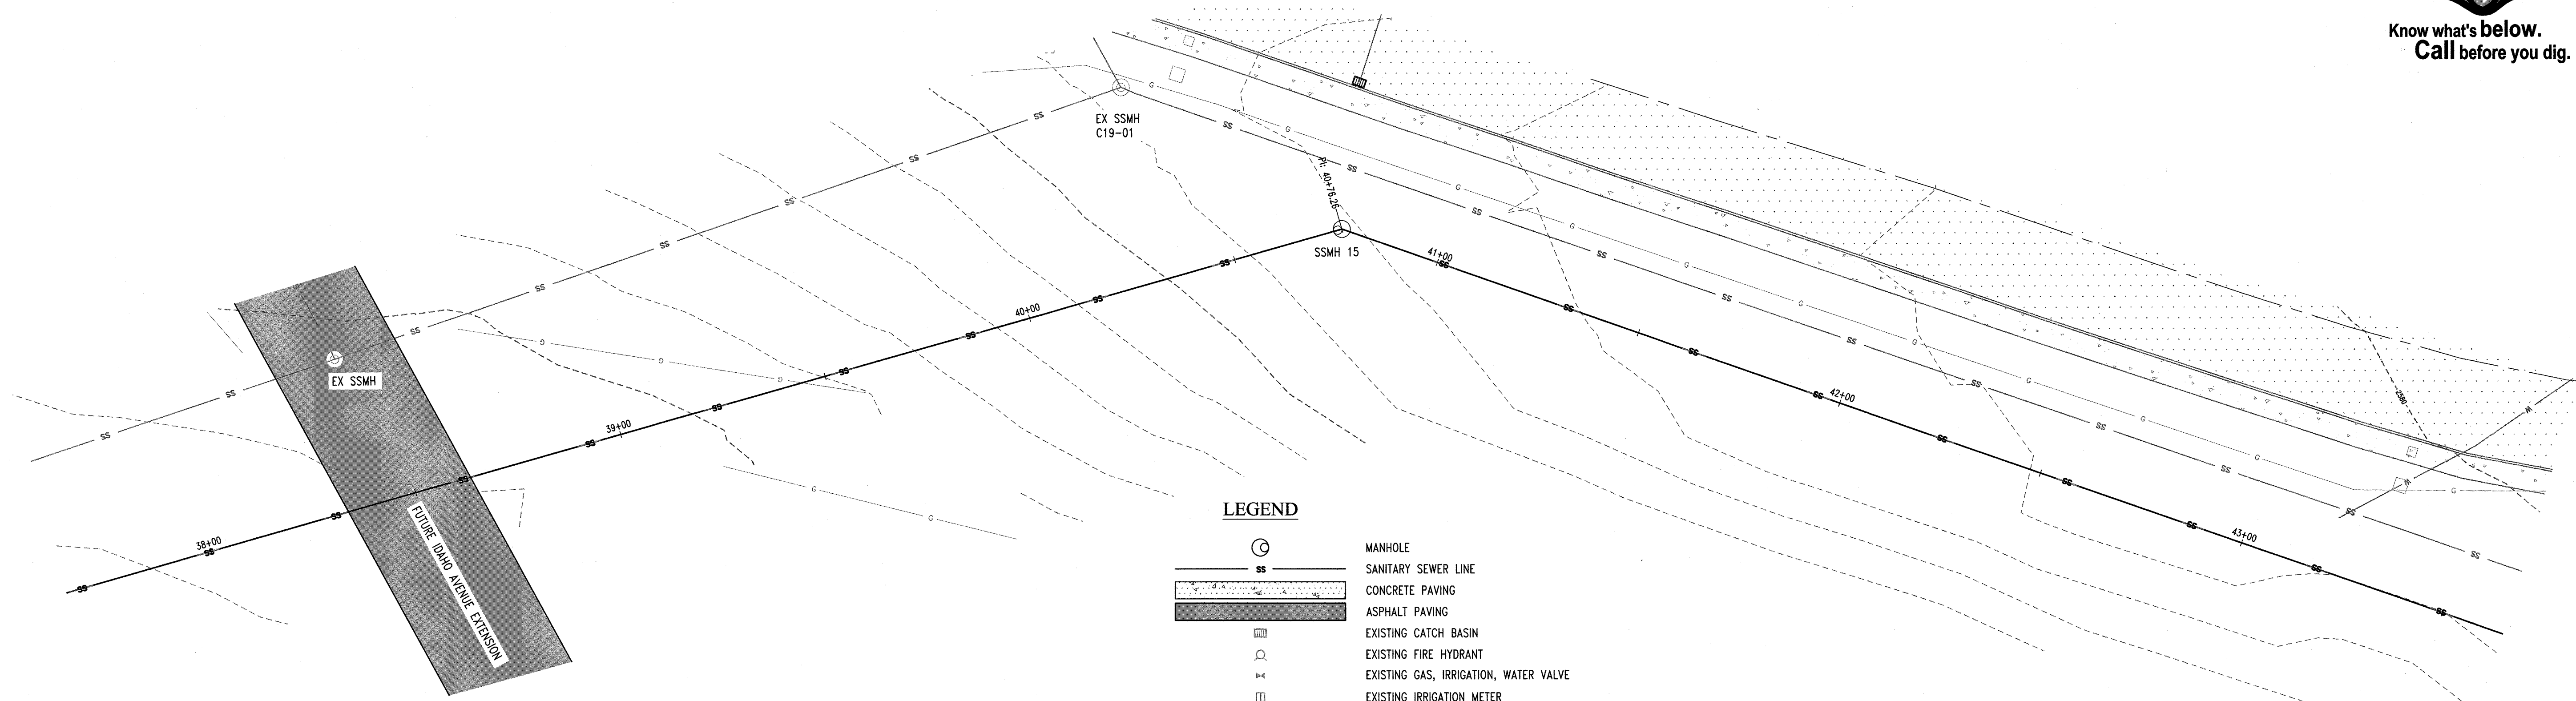 Know what's below.
Call before you dig.
EX SSMH
C19-01
PI: 40+76.26
SSMH 15
41+00
40+00
EX SSMH
42+00
2580
39+00
FUTURE IDAHO AVENUE EXTENSION
38+00
43+00
SS
G
W
LEGEND
MANHOLE
SS SANITARY SEWER LINE
CONCRETE PAVING
ASPHALT PAVING
EXISTING CATCH BASIN
EXISTING FIRE HYDRANT
EXISTING GAS, IRRIGATION, WATER VALVE
EXISTING IRRIGATION METER